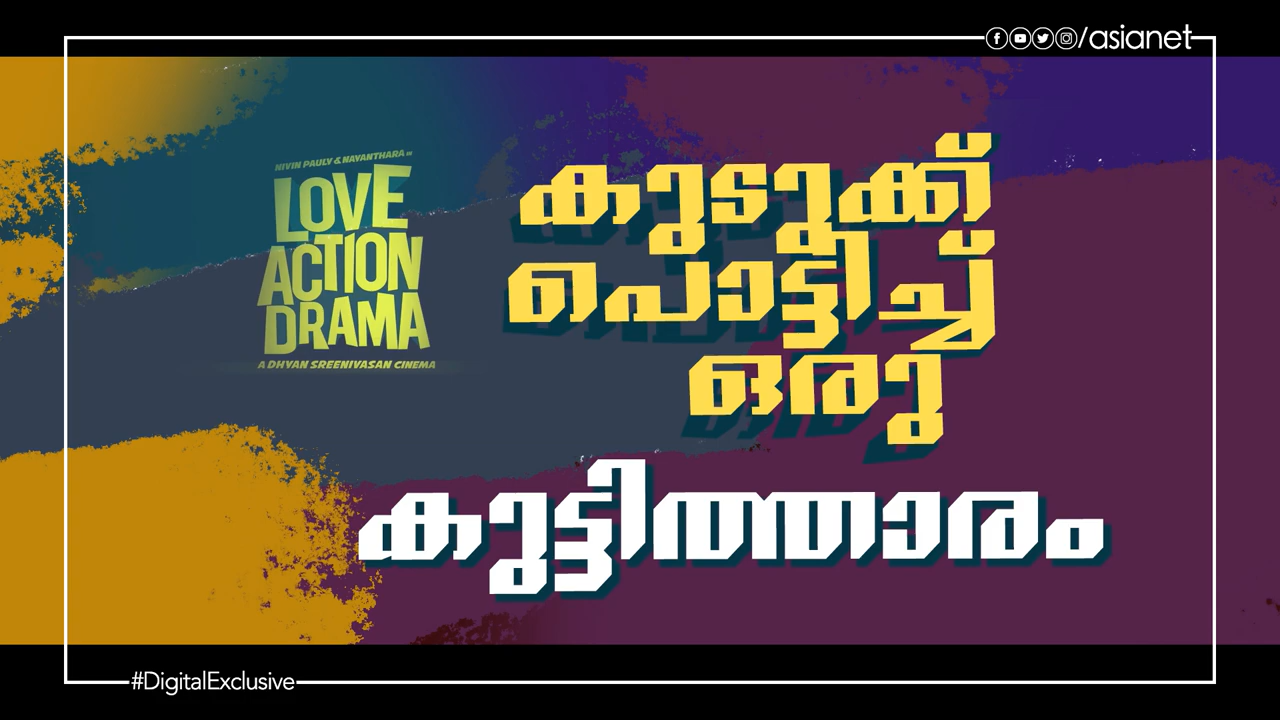 /asianet
NIVIN PAULY & NAYANTHARA IN
LOVE
ACTION
DRAMA
A DHYAN SREENIVASAN CINEMA
കുടുക്ക്
പൊട്ടിച്ച്
ഒരു
കുട്ടിത്താരം
#DigitalExclusive